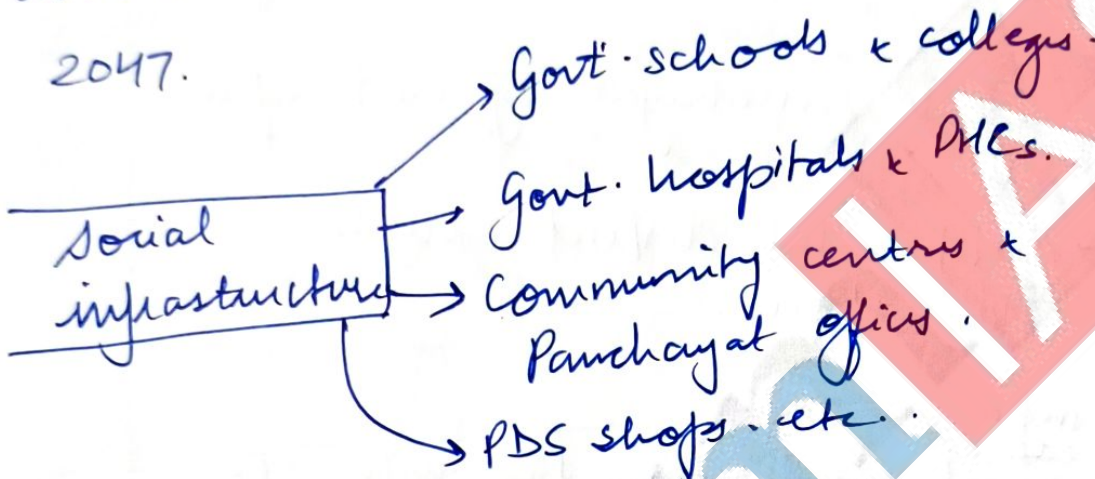 2047.
Govt. schools & colleges.
Govt. hospitals & PHCs.
Social
infrastructure
Community centres &
Panchayat offices.
PDS shops. etc..